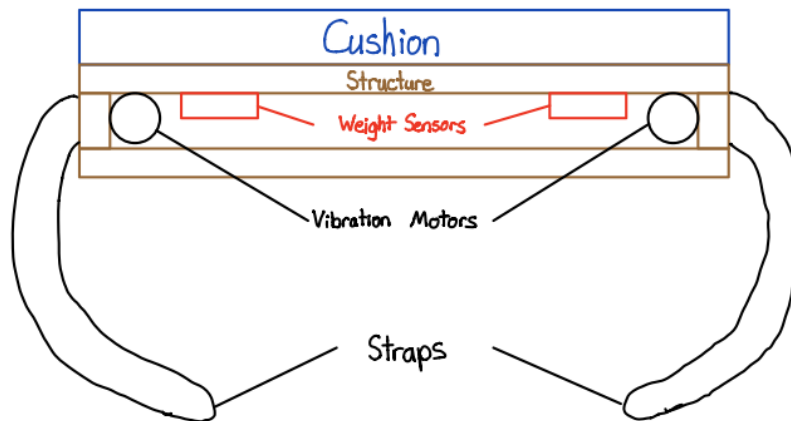 Cushion
Structure
Weight Sensors
Vibration Motors
Straps